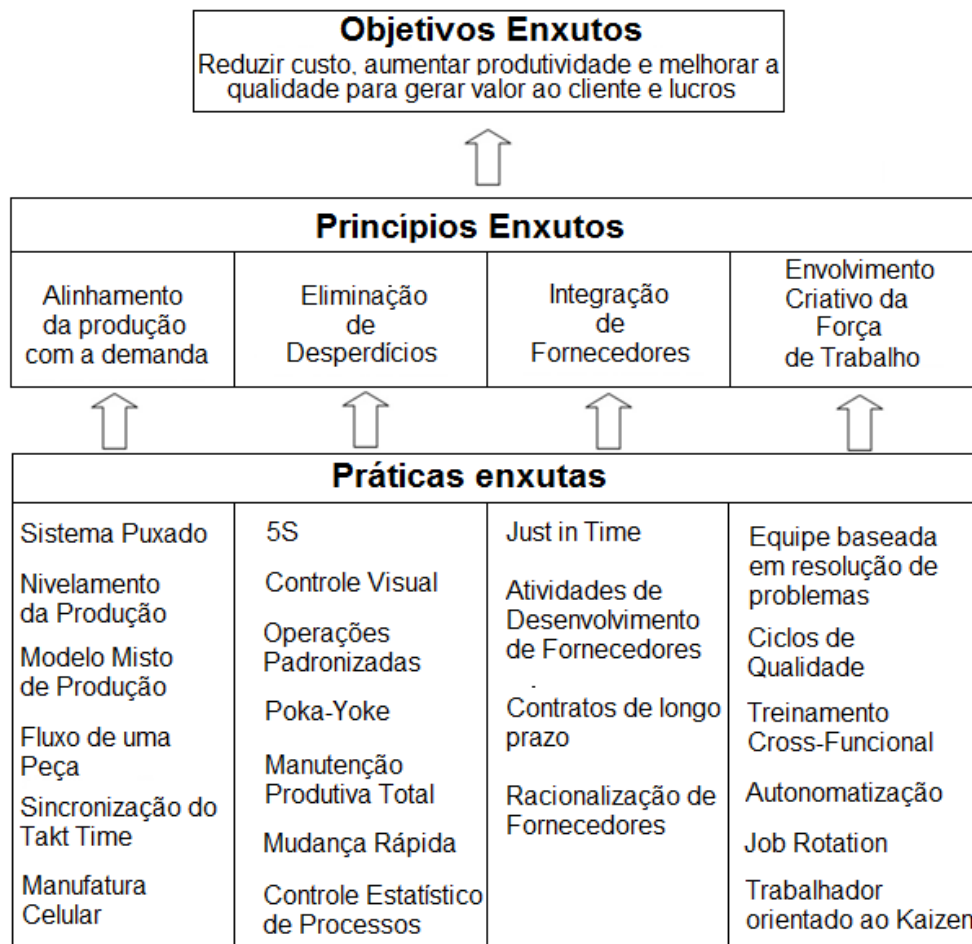 Objetivos Enxutos
Reduzir custo, aumentar produtividade e melhorar a
qualidade para gerar valor ao cliente e lucros
Princípios Enxutos
Alinhamento
da produção
com a demanda
Eliminação
de
Desperdícios
Integração
de
Fornecedores
Envolvimento
Criativo da
Força
de Trabalho
Práticas enxutas
Sistema Puxado
Nivelamento
da Produção
Modelo Misto
de Produção
Fluxo de uma
Peça
Sincronização do
Takt Time
Manufatura
Celular
5S
Controle Visual
Operações
Padronizadas
Poka-Yoke
Manutenção
Produtiva Total
Mudança Rápida
Controle Estatístico
de Processos
Just in Time
Atividades de
Desenvolvimento
de Fornecedores
Contratos de longo
prazo
Racionalização de
Fornecedores
Equipe baseada
em resolução de
problemas
Ciclos de
Qualidade
Treinamento
Cross-Funcional
Autonomatização
Job Rotation
Trabalhador
orientado ao Kaizen